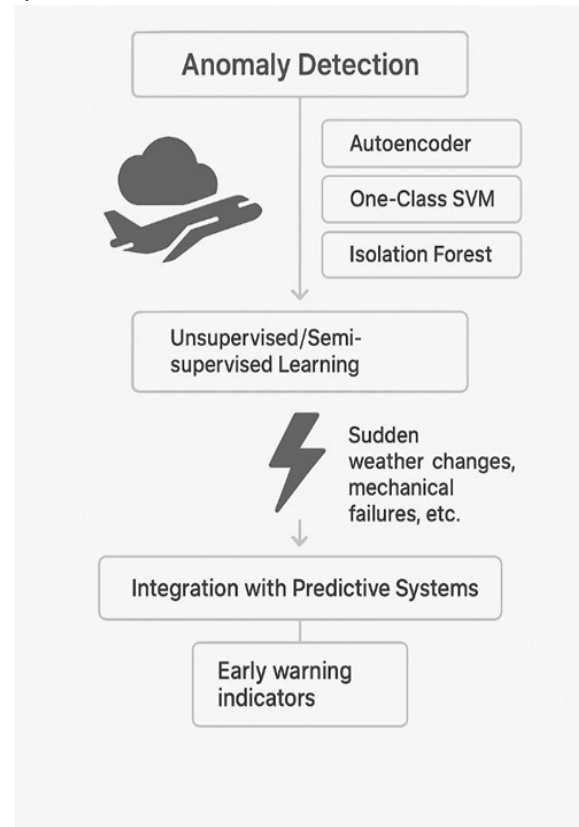 Anomaly Detection
Autoencoder
One-Class SVM
Isolation Forest
Unsupervised/Semi-
supervised Learning
Sudden
weather changes,
mechanical
failures, etc.
Integration with Predictive Systems
Early warning
indicators